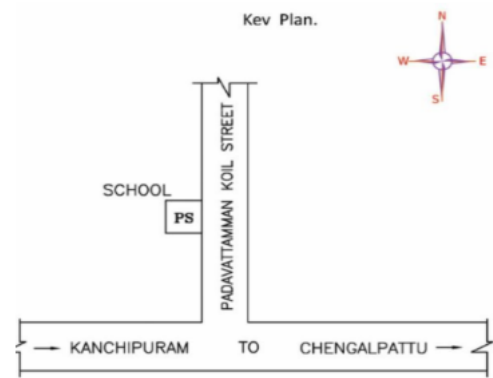 Kev Plan.
N
W E
S
PADAVATTAMMAN KOIL STREET
SCHOOL
PS
KANCHIPURAM TO CHENGALPATTU